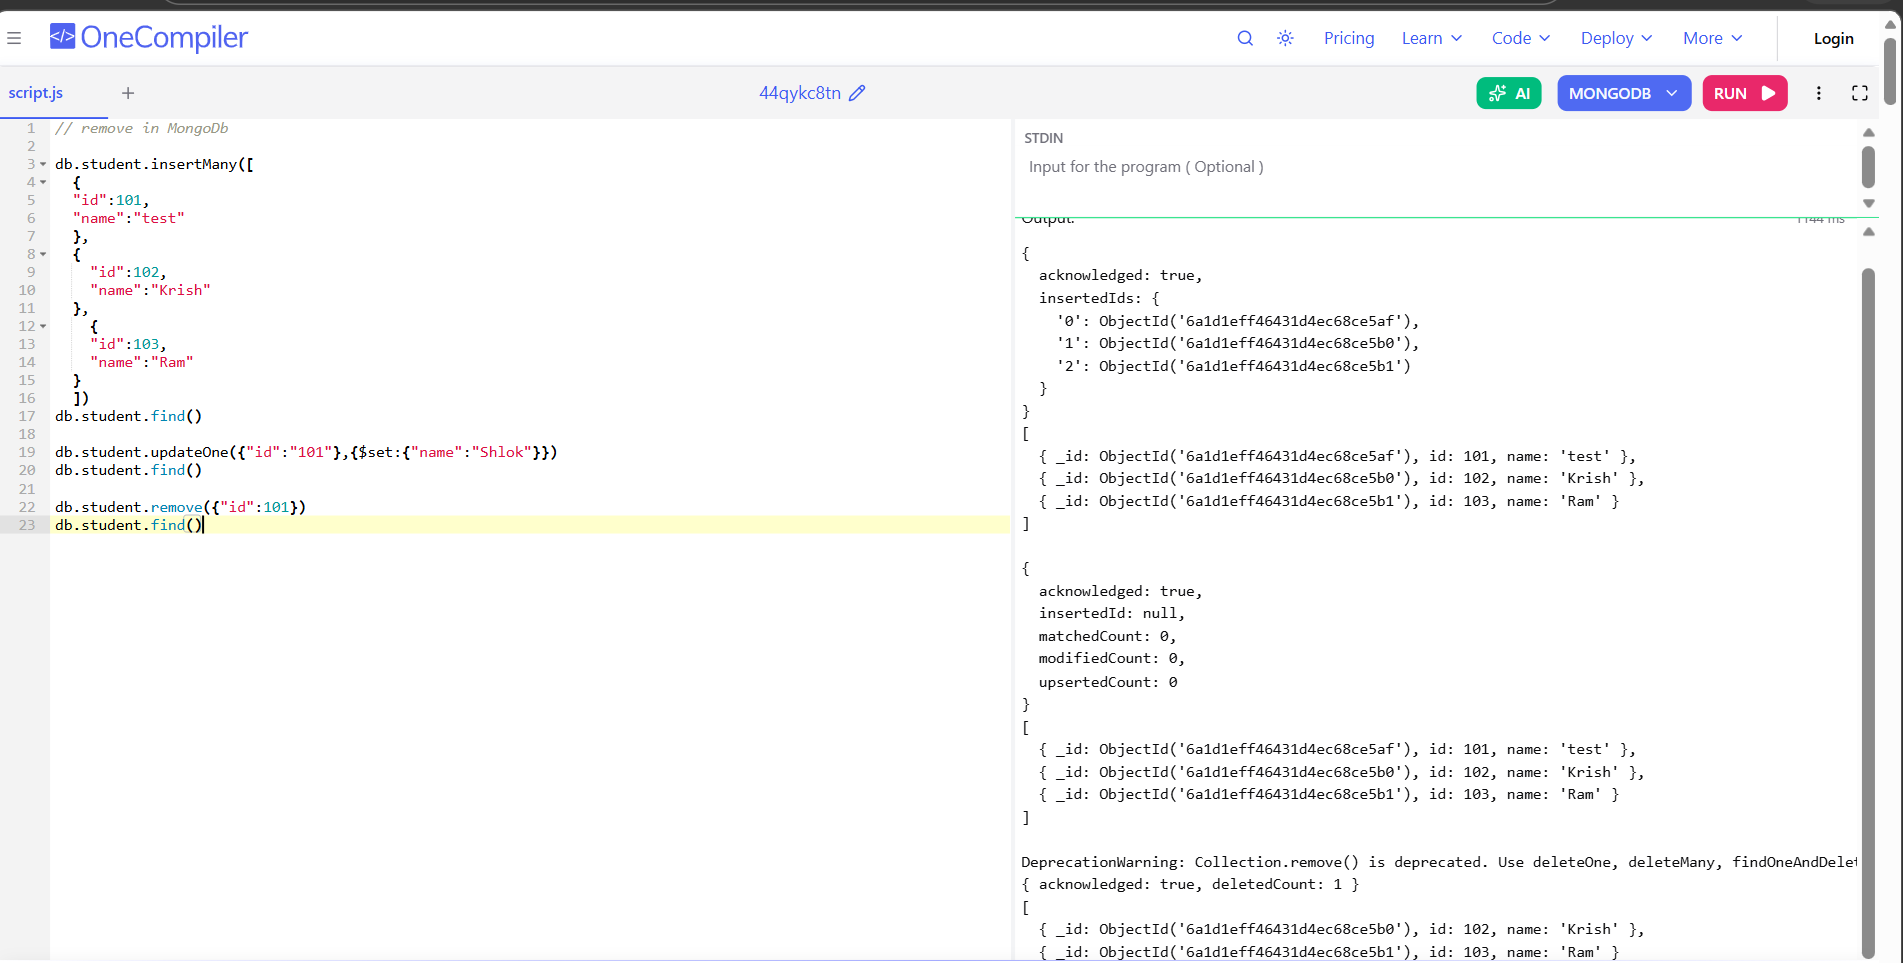 OneCompiler
Pricing
Learn
Code
Deploy
More
Login
script.js
+
44qykc8tn
AI
MONGODB
RUN
1 // remove in MongoDb
2
3 db.student.insertMany([
4 {
5 "id":101,
6 "name":"test"
7 },
8 {
9 "id":102,
10 "name":"Krish"
11 },
12 {
13 "id":103,
14 "name":"Ram"
15 }
16 ])
17 db.student.find()
18
19 db.student.updateOne({"id":"101"},{$set:{"name":"Shlok"}})
20 db.student.find()
21
22 db.student.remove({"id":101})
23 db.student.find()
STDIN
Input for the program ( Optional )
Output:
1144 ms
{
acknowledged: true,
insertedIds: {
'0': ObjectId('6a1d1eff46431d4ec68ce5af'),
'1': ObjectId('6a1d1eff46431d4ec68ce5b0'),
'2': ObjectId('6a1d1eff46431d4ec68ce5b1')
}
}
[
{ _id: ObjectId('6a1d1eff46431d4ec68ce5af'), id: 101, name: 'test' },
{ _id: ObjectId('6a1d1eff46431d4ec68ce5b0'), id: 102, name: 'Krish' },
{ _id: ObjectId('6a1d1eff46431d4ec68ce5b1'), id: 103, name: 'Ram' }
]
{
acknowledged: true,
insertedId: null,
matchedCount: 0,
modifiedCount: 0,
upsertedCount: 0
}
[
{ _id: ObjectId('6a1d1eff46431d4ec68ce5af'), id: 101, name: 'test' },
{ _id: ObjectId('6a1d1eff46431d4ec68ce5b0'), id: 102, name: 'Krish' },
{ _id: ObjectId('6a1d1eff46431d4ec68ce5b1'), id: 103, name: 'Ram' }
]
DeprecationWarning: Collection.remove() is deprecated. Use deleteOne, deleteMany, findOneAndDelet
{ acknowledged: true, deletedCount: 1 }
[
{ _id: ObjectId('6a1d1eff46431d4ec68ce5b0'), id: 102, name: 'Krish' },
{ _id: ObjectId('6a1d1eff46431d4ec68ce5b1'), id: 103, name: 'Ram' }